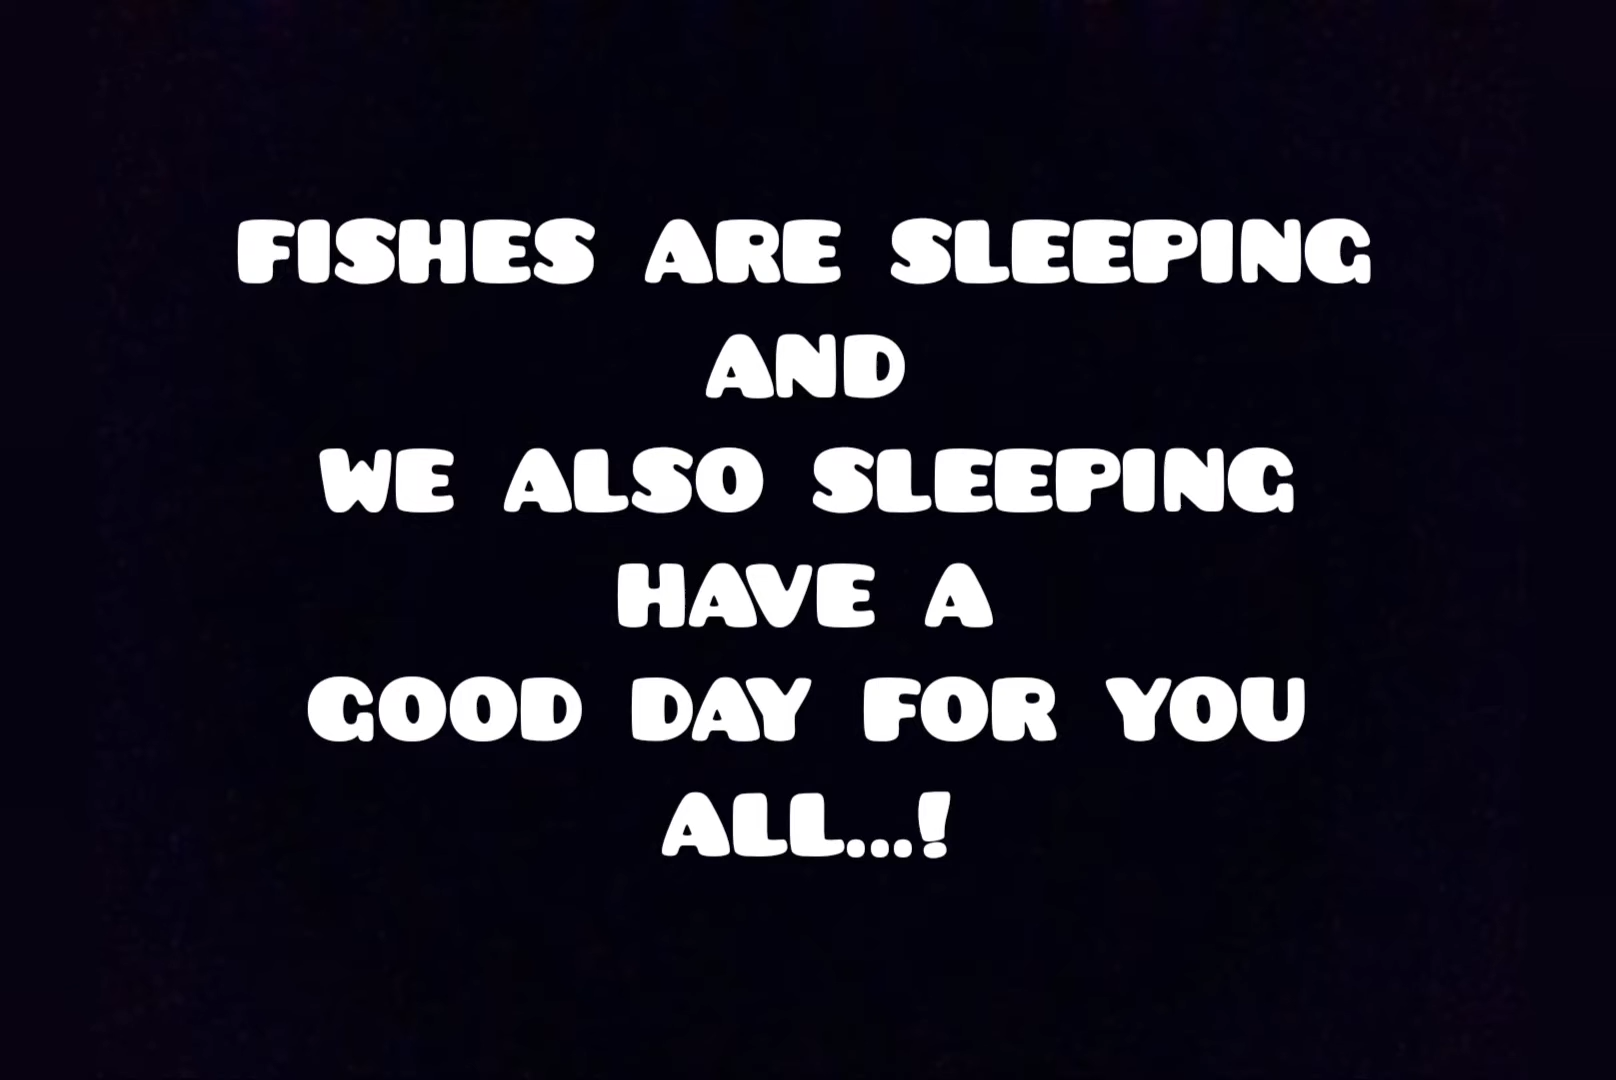 FISHES ARE SLEEPING
AND
WE ALSO SLEEPING
HAVE A
GOOD DAY FOR YOU
ALL...!